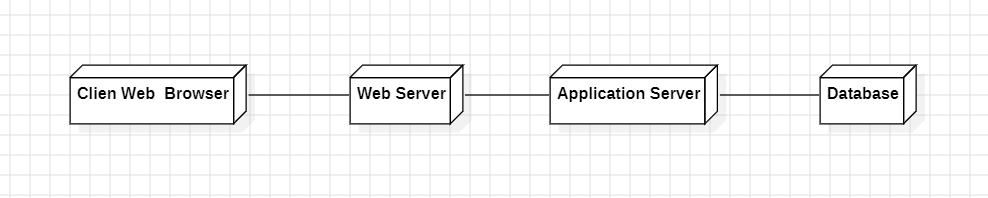 Clien Web  Browser
Web Server
Application Server
Database